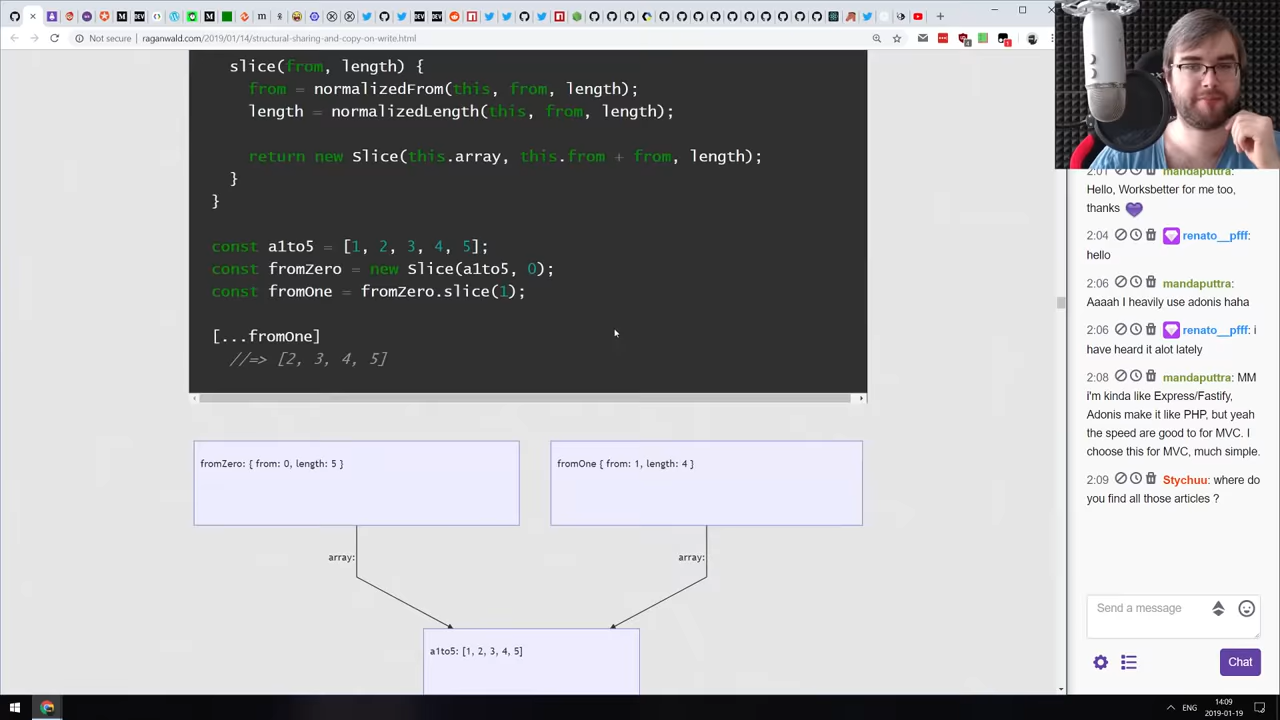 Not secure | raganwald.com/2019/01/14/structural-sharing-and-copy-on-write.html
slice(from, length) {
from = normalizedFrom(this, from, length);
length = normalizedLength(this, from, length);
return new Slice(this.array, this.from + from, length);
}
}
const a1to5 = [1, 2, 3, 4, 5];
const fromZero = new Slice(a1to5, 0);
const fromOne = fromZero.slice(1);
[...fromOne]
//=> [2, 3, 4, 5]
fromZero: { from: 0, length: 5 }
fromOne { from: 1, length: 4 }
array:
array:
a1to5: [1, 2, 3, 4, 5]
2:01 mandaputtra:
Hello, Worksbetter for me too,
thanks
2:04 renato__pfff:
hello
2:06 mandaputtra:
Aaaah I heavily use adonis haha
2:06 renato__pfff: i
have heard it alot lately
2:08 mandaputtra: MM
i'm kinda like Express/Fastify,
Adonis make it like PHP, but yeah
the speed are good to for MVC. I
choose this for MVC, much simple.
2:09 Stychuu: where do
you find all those articles ?
Send a message
Chat
ENG
14:09
2019-01-19